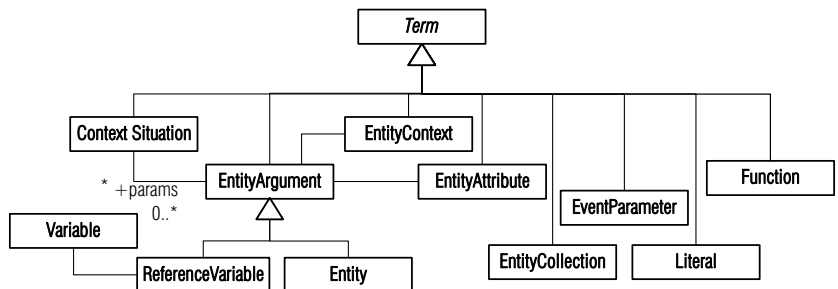 Term
Context Situation
EntityContext
EntityArgument
EntityAttribute
Function
* +params
0..*
EventParameter
Variable
ReferenceVariable
Entity
EntityCollection
Literal